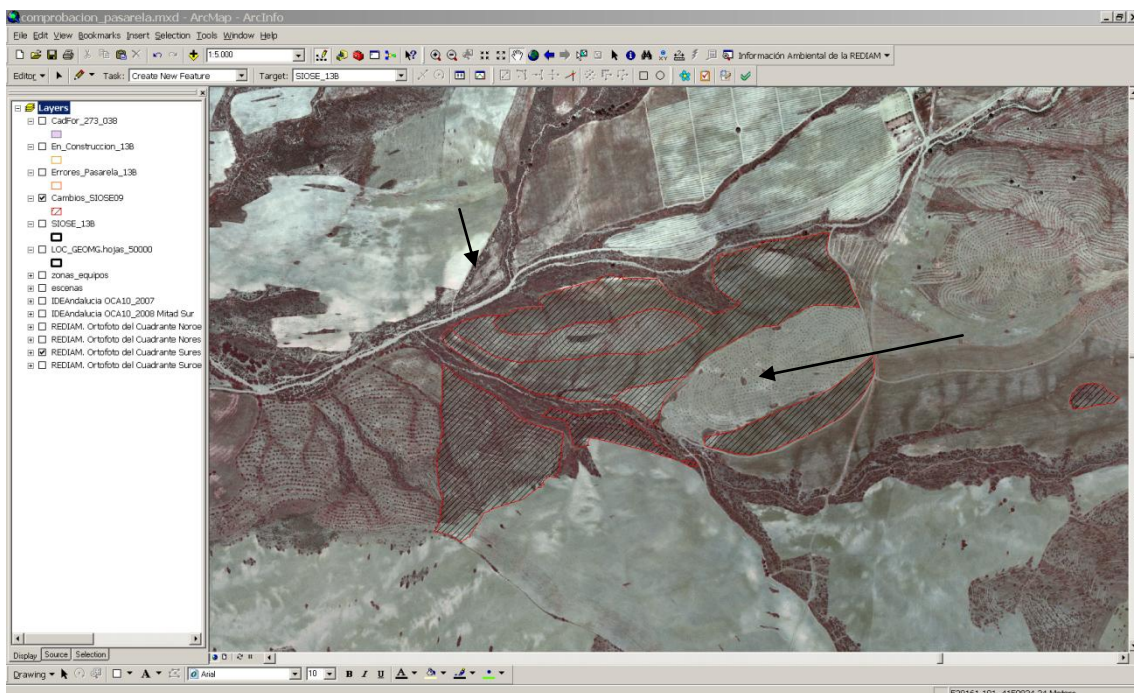 comprobacion_pasarela.mxd - ArcMap - ArcInfo
File Edit View Bookmarks Insert Selection Tools Window Help
1:5.000
Información Ambiental de la REDIAM
Editor Task: Create New Feature Target: SIOSE_13B
Layers
CadFor_273_038
En_Construccion_13B
Errores_Pasarela_13B
Cambios_SIOSE09
SIOSE_13B
LOC_GEOMG.hojas_50000
zonas_equipos
escenas
IDEAndalucia OCA10_2007
IDEAndalucia OCA10_2008 Mitad Sur
REDIAM. Ortofoto del Cuadrante Noroe
REDIAM. Ortofoto del Cuadrante Nores
REDIAM. Ortofoto del Cuadrante Sures
REDIAM. Ortofoto del Cuadrante Suroe
Display Source Selection
Drawing A Arial 10 B I U A